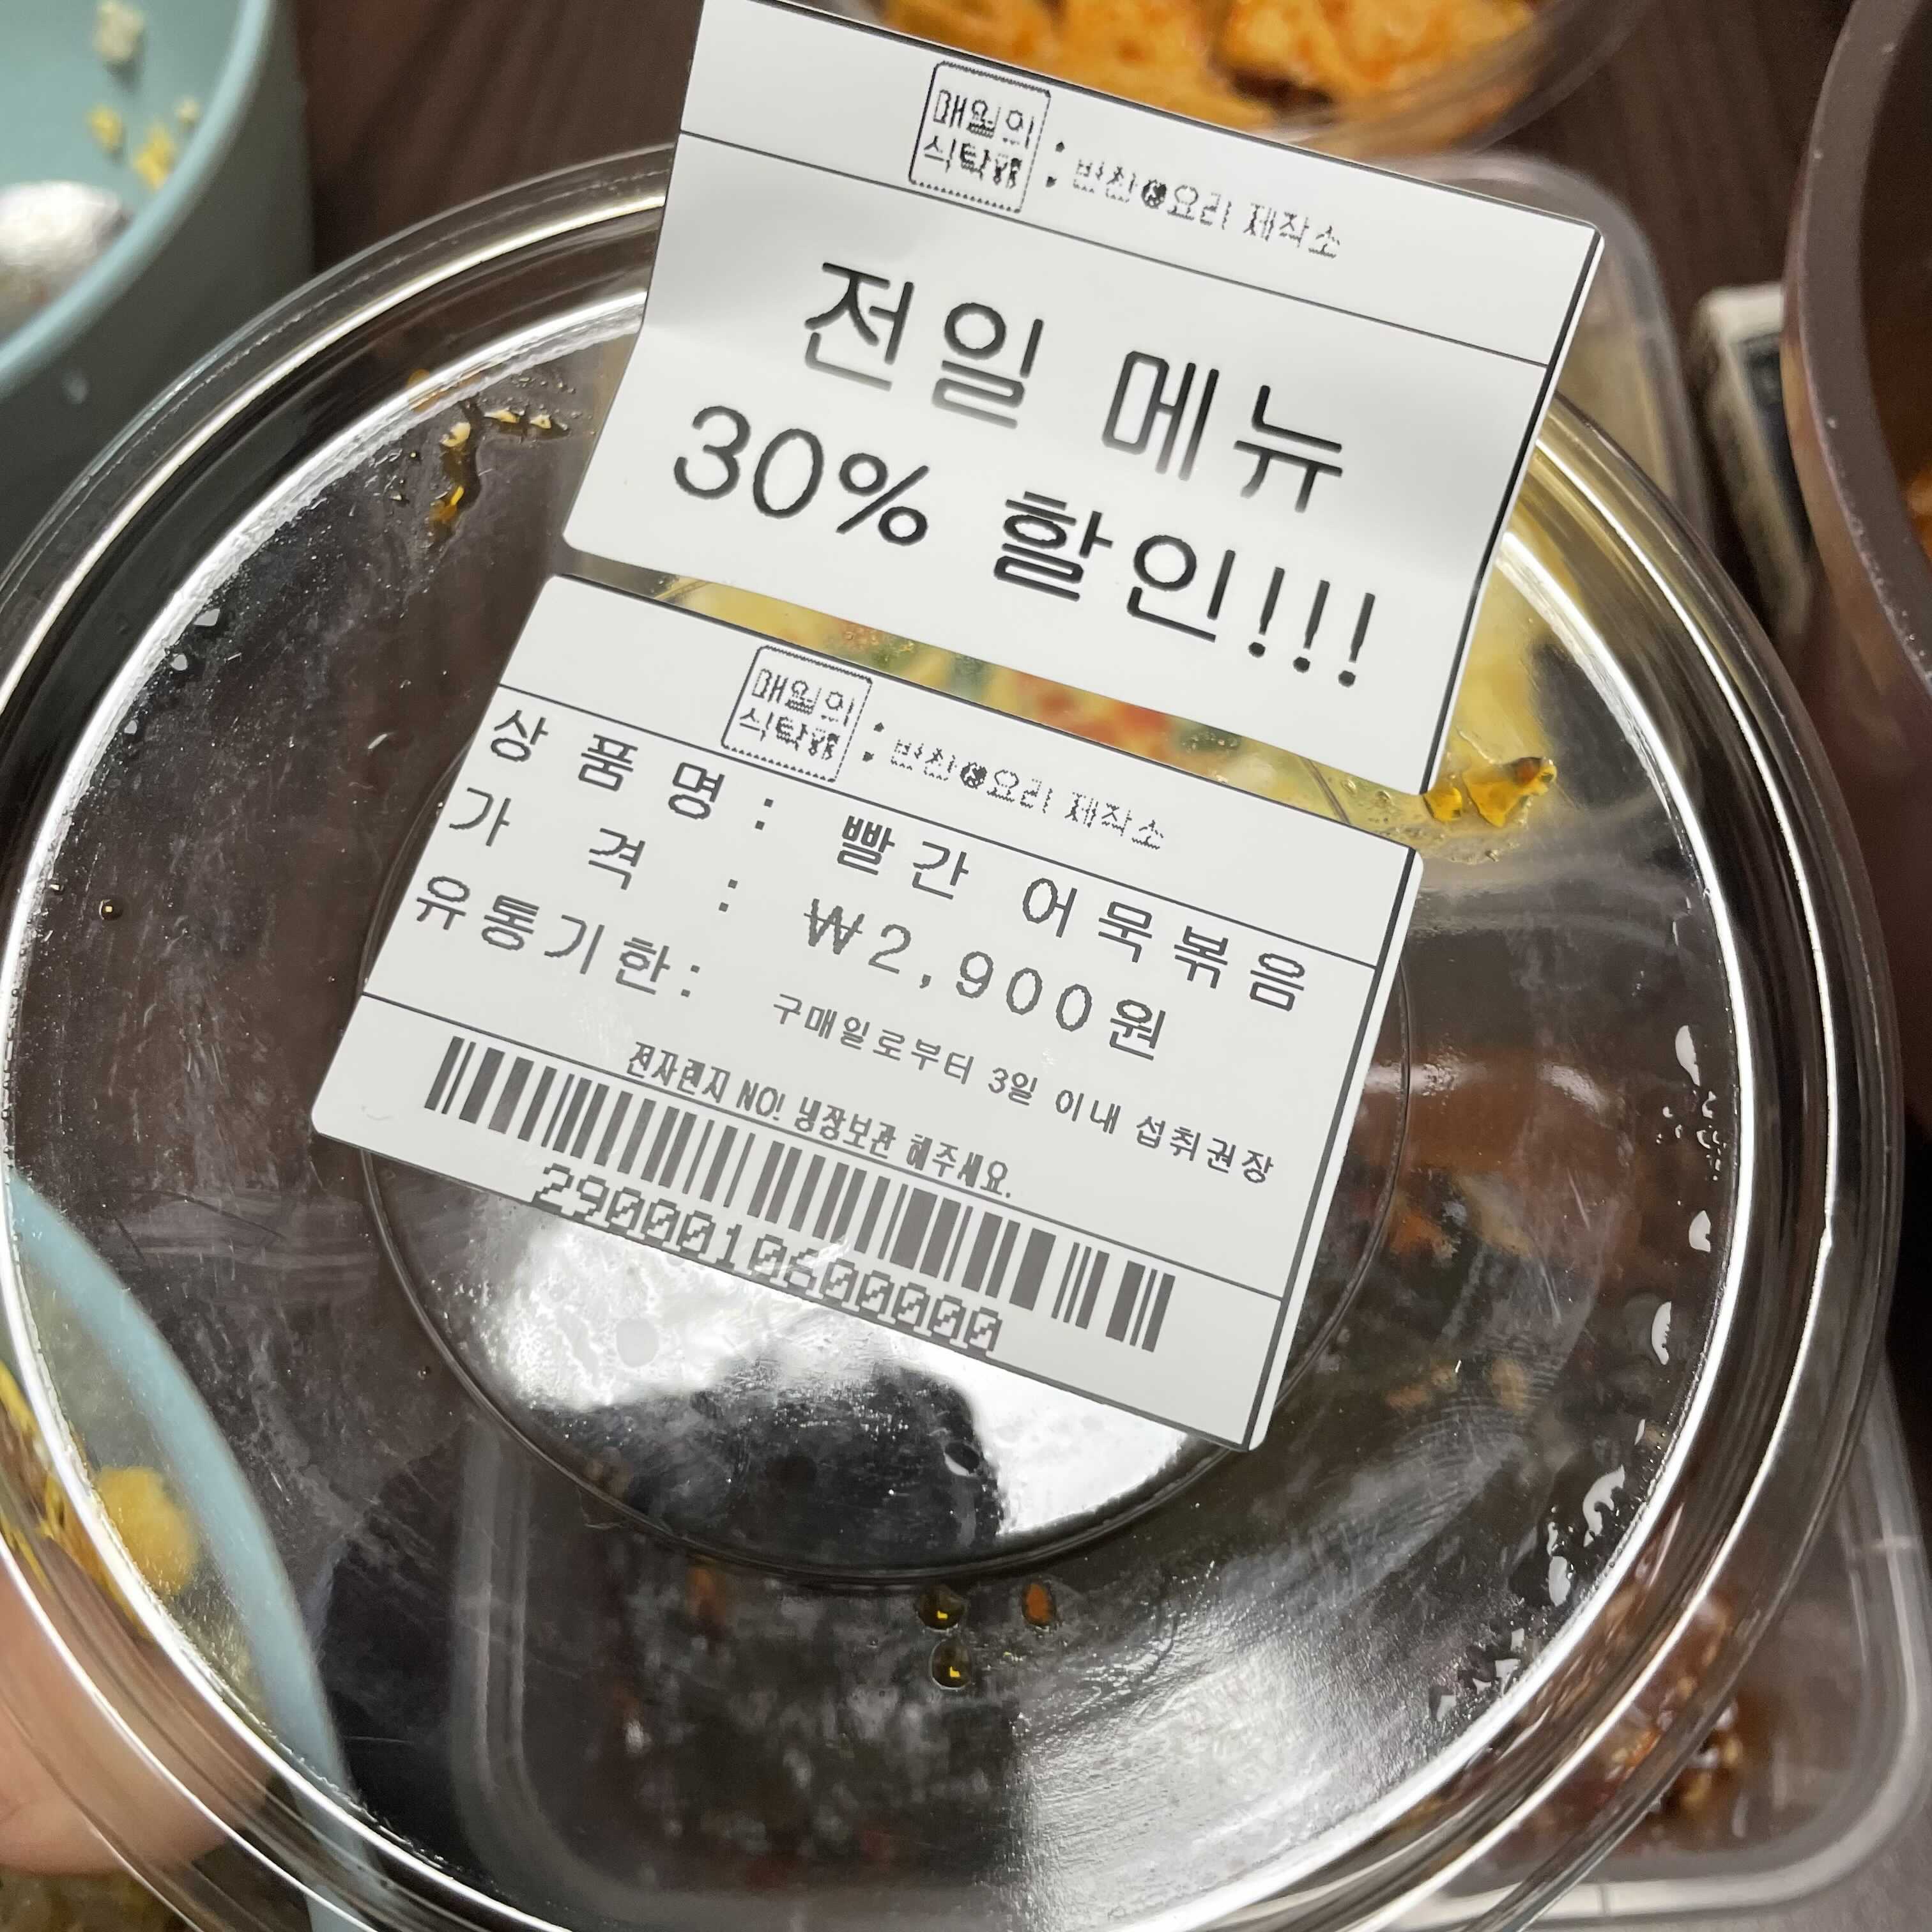 매일의
식탁
: 반찬&요리 제작소
전일 메뉴
30% 할인!!!
매일의
식탁
: 반찬&요리 제작소
상품명 : 빨간 어묵볶음
가격 : ₩2,900원
유통기한: 구매일로부터 3일 이내 섭취권장
전자렌지 NO! 냉장보관 해주세요.
2900010600000